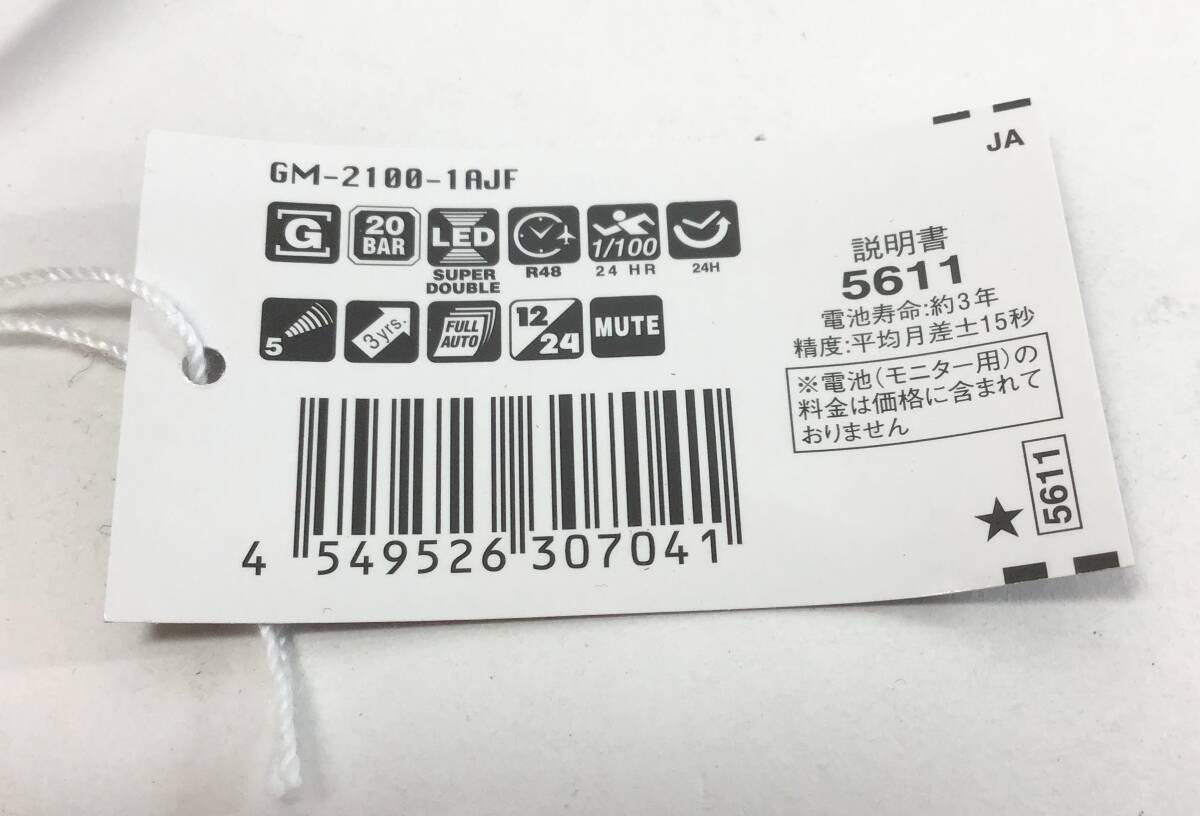 GM-2100-1AJF
G
20
BAR
LED
SUPER
DOUBLE
R48
1/100
24 HR
24H
5
3yrs.
FULL
AUTO
12
24
MUTE
4 549526 307041
JA
説明書
5611
電池寿命:約3年
精度:平均月差±15秒
※電池(モニター用)の
料金は価格に含まれて
おりません
★
5611